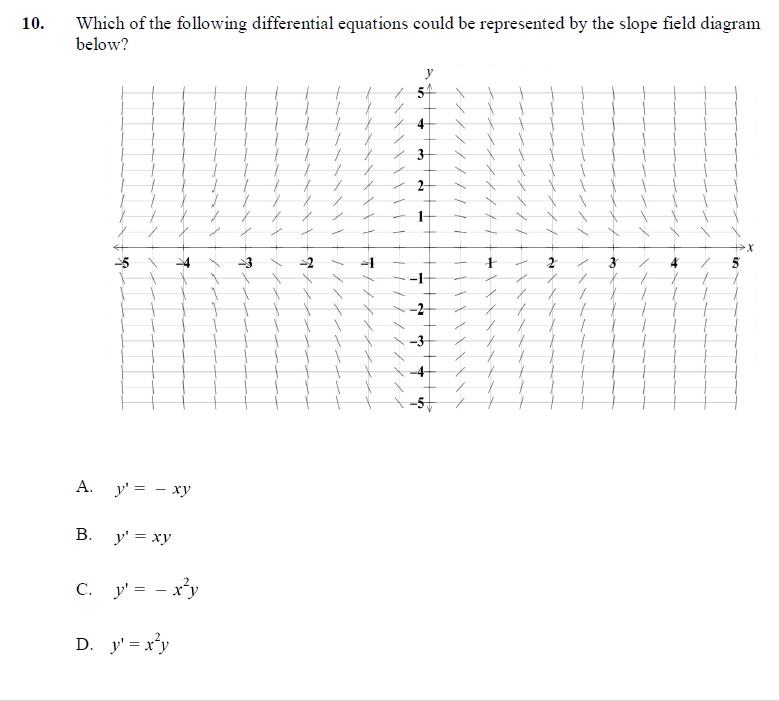 10. Which of the following differential equations could be represented by the slope field diagram
below?
y
5
4
3
2
1
x
-5 -4 -3 -2 -1 1 2 3 4 5
-1
-2
-3
-4
-5
A. y' = − xy
B. y' = xy
C. y' = − x²y
D. y' = x²y